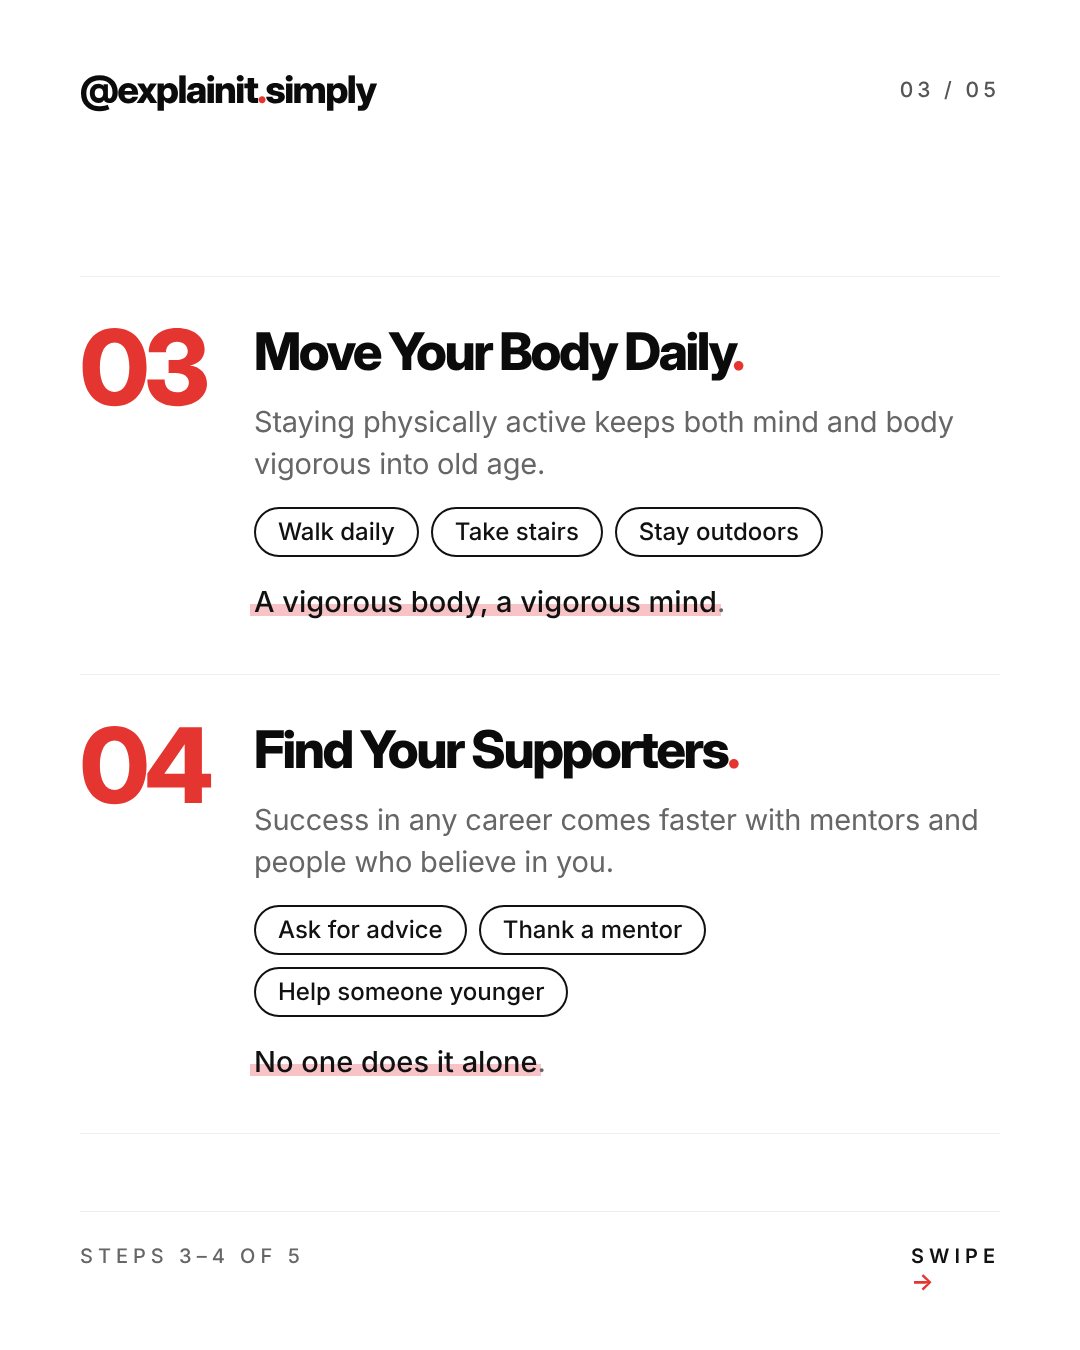 @explainit.simply
03 / 05
03
Move Your Body Daily.
Staying physically active keeps both mind and body
vigorous into old age.
Walk daily
Take stairs
Stay outdoors
A vigorous body, a vigorous mind.
04
Find Your Supporters.
Success in any career comes faster with mentors and
people who believe in you.
Ask for advice
Thank a mentor
Help someone younger
No one does it alone.
STEPS 3–4 OF 5
SWIPE
→